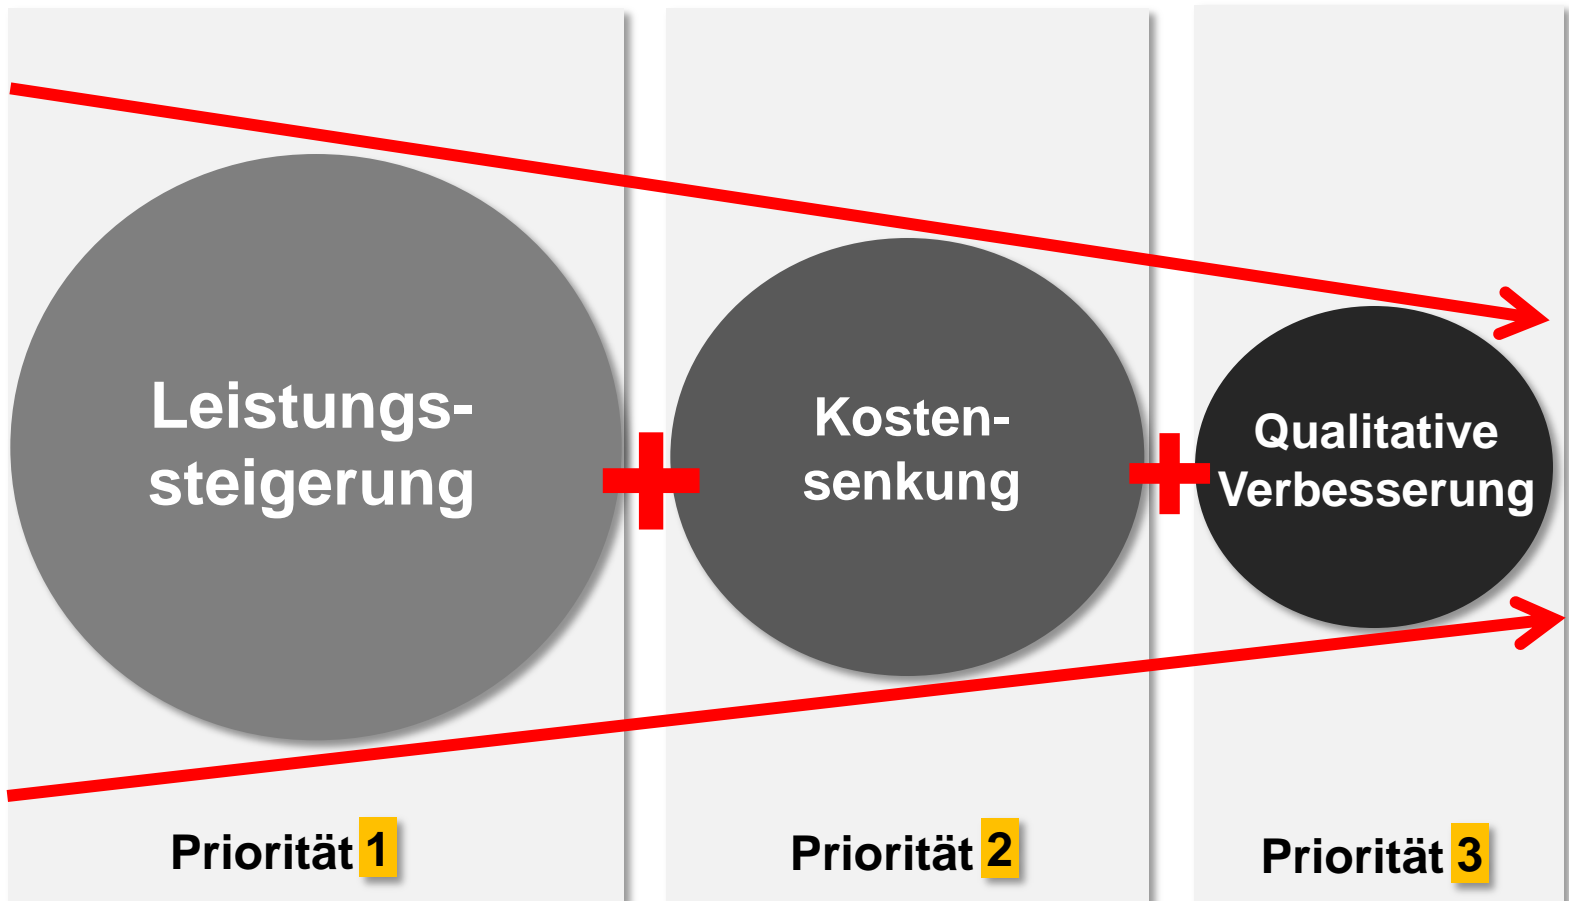 Leistungs-
steigerung
Kosten-
senkung
Qualitative
Verbesserung
Priorität 1
Priorität 2
Priorität 3